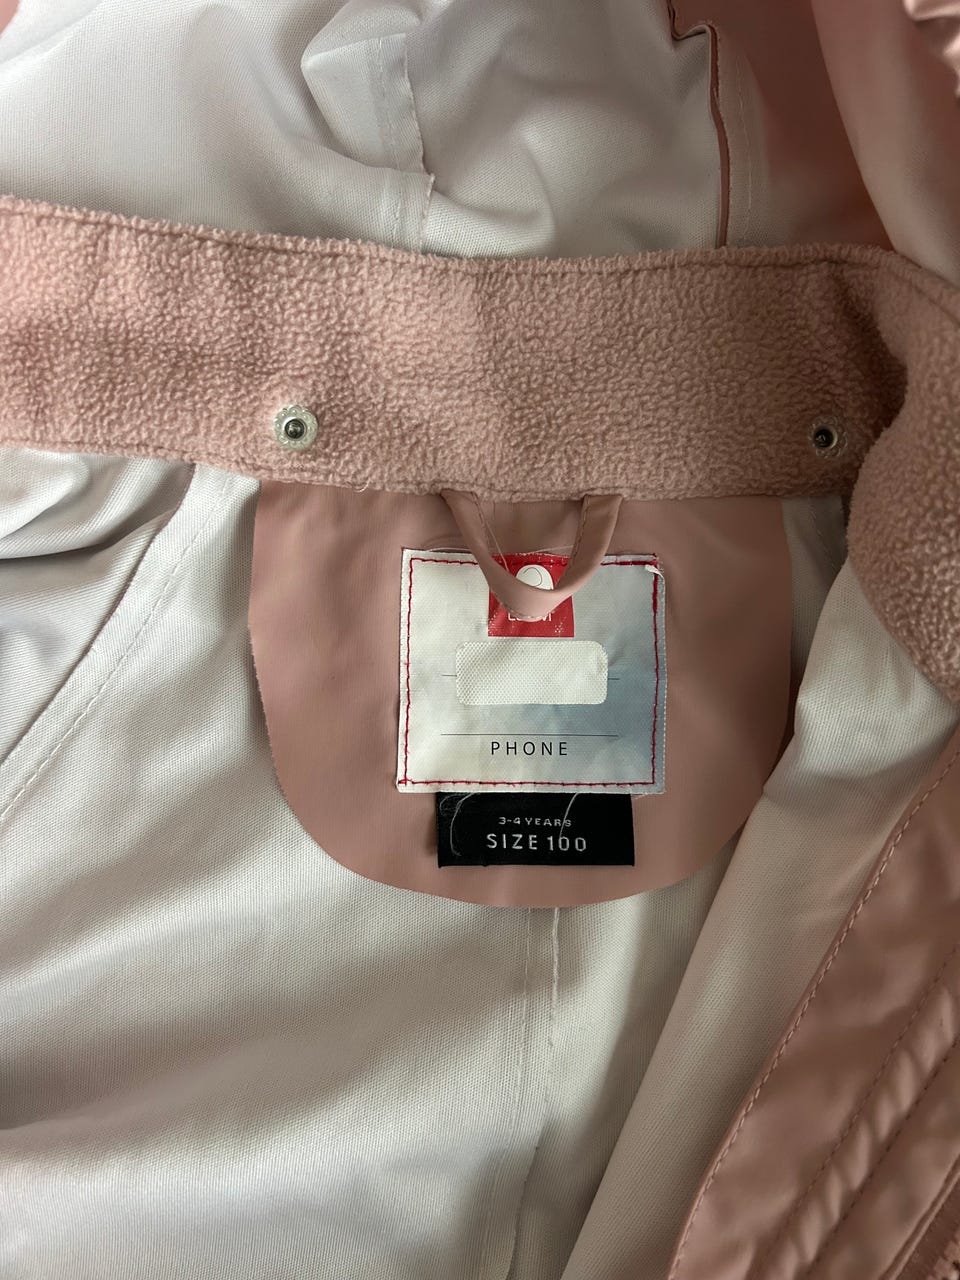 PHONE
3-4 YEARS
SIZE 100